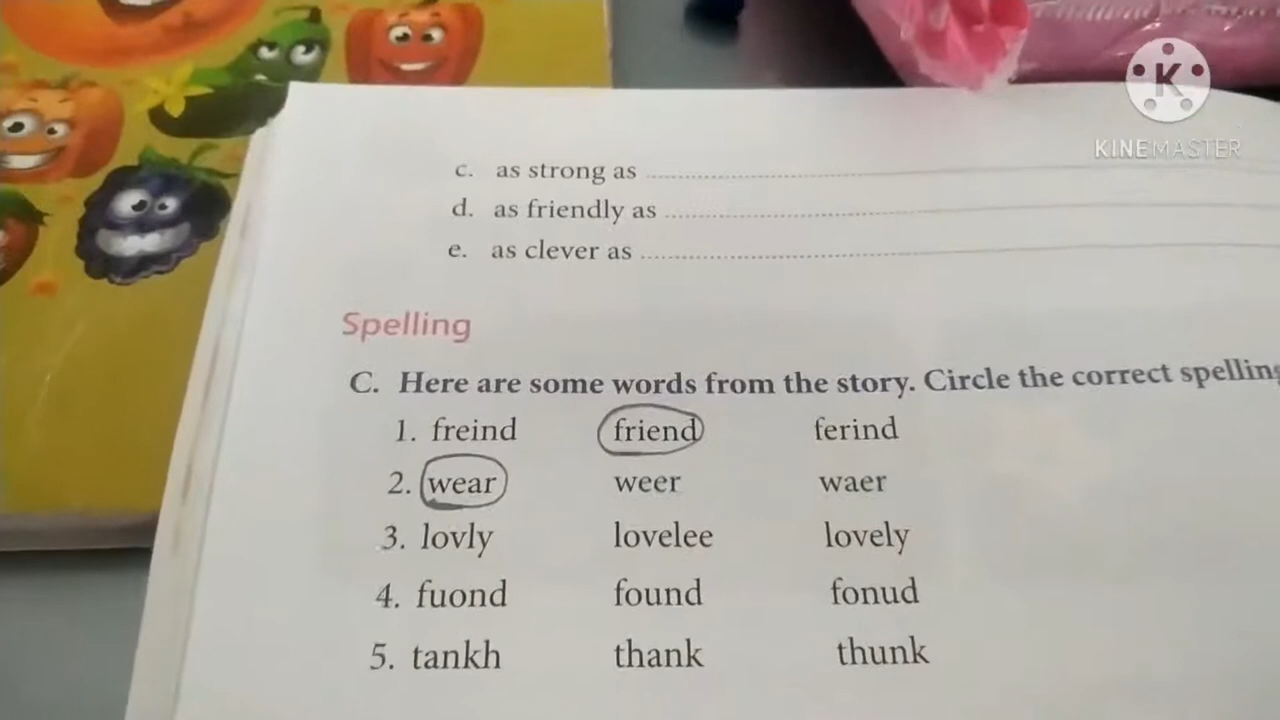 K
KINEMASTER
c. as strong as
d. as friendly as
e. as clever as
Spelling
C. Here are some words from the story. Circle the correct spelling
1. freind friend ferind
2. wear weer waer
3. lovly lovelee lovely
4. fuond found fonud
5. tankh thank thunk